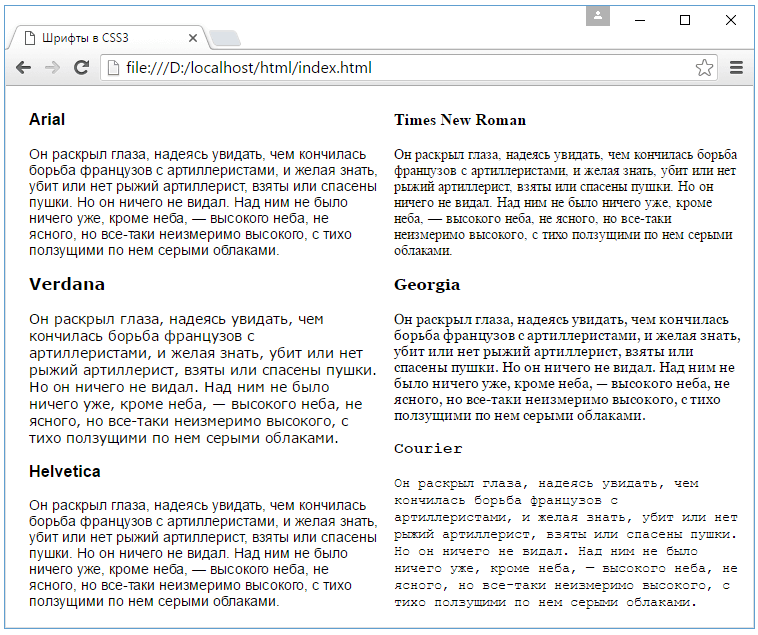 Шрифты в CSS3
file:///D:/localhost/html/index.html
Arial
Он раскрыл глаза, надеясь увидать, чем кончилась
борьба французов с артиллеристами, и желая знать,
убит или нет рыжий артиллерист, взяты или спасены
пушки. Но он ничего не видал. Над ним не было
ничего уже, кроме неба, — высокого неба, не
ясного, но все-таки неизмеримо высокого, с тихо
ползущими по нем серыми облаками.
Verdana
Он раскрыл глаза, надеясь увидать, чем
кончилась борьба французов с
артиллеристами, и желая знать, убит или нет
рыжий артиллерист, взяты или спасены пушки.
Но он ничего не видал. Над ним не было
ничего уже, кроме неба, — высокого неба, не
ясного, но все-таки неизмеримо высокого, с
тихо ползущими по нем серыми облаками.
Helvetica
Он раскрыл глаза, надеясь увидать, чем кончилась
борьба французов с артиллеристами, и желая знать,
убит или нет рыжий артиллерист, взяты или спасены
пушки. Но он ничего не видал. Над ним не было
ничего уже, кроме неба, — высокого неба, не
ясного, но все-таки неизмеримо высокого, с тихо
ползущими по нем серыми облаками.
Times New Roman
Он раскрыл глаза, надеясь увидать, чем кончилась борьба
французов с артиллеристами, и желая знать, убит или нет
рыжий артиллерист, взяты или спасены пушки. Но он
ничего не видал. Над ним не было ничего уже, кроме
неба, — высокого неба, не ясного, но все-таки
неизмеримо высокого, с тихо ползущими по нем серыми
облаками.
Georgia
Он раскрыл глаза, надеясь увидать, чем кончилась
борьба французов с артиллеристами, и желая знать,
убит или нет рыжий артиллерист, взяты или
спасены пушки. Но он ничего не видал. Над ним не
было ничего уже, кроме неба, — высокого неба, не
ясного, но все-таки неизмеримо высокого, с тихо
ползущими по нем серыми облаками.
Courier
Он раскрыл глаза, надеясь увидать, чем
кончилась борьба французов с
артиллеристами, и желая знать, убит или нет
рыжий артиллерист, взяты или спасены пушки.
Но он ничего не видал. Над ним не было
ничего уже, кроме неба, — высокого неба, не
ясного, но все-таки неизмеримо высокого, с
тихо ползущими по нем серыми облаками.